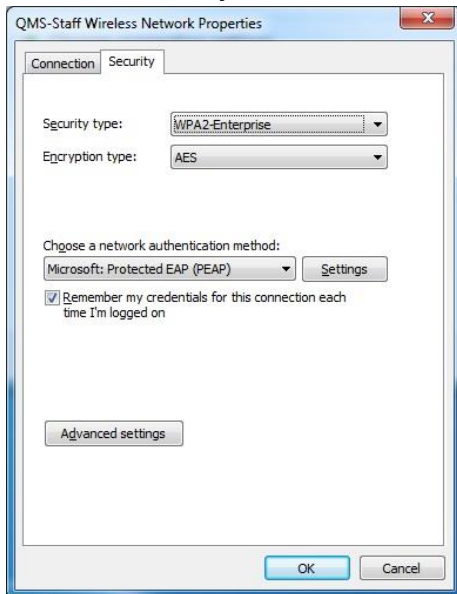 QMS-Staff Wireless Network Properties
Connection Security
Security type: WPA2-Enterprise
Encryption type: AES
Choose a network authentication method:
Microsoft: Protected EAP (PEAP) Settings
Remember my credentials for this connection each
time I'm logged on
Advanced settings
OK Cancel